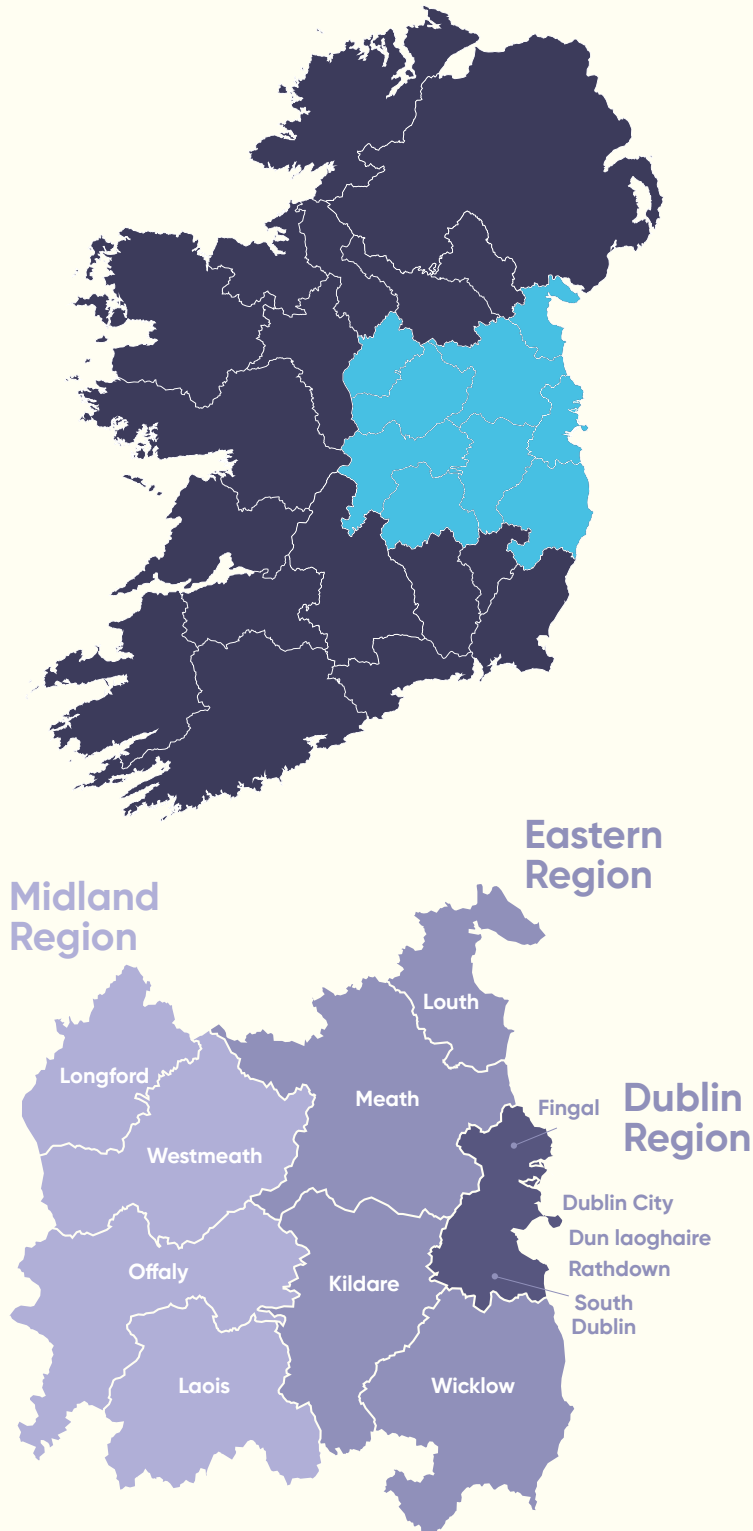 Eastern
Region
Midland
Region
Louth
Longford
Meath
Fingal
Dublin
Region
Westmeath
Dublin City
Dun laoghaire
Rathdown
Offaly
Kildare
South
Dublin
Laois
Wicklow